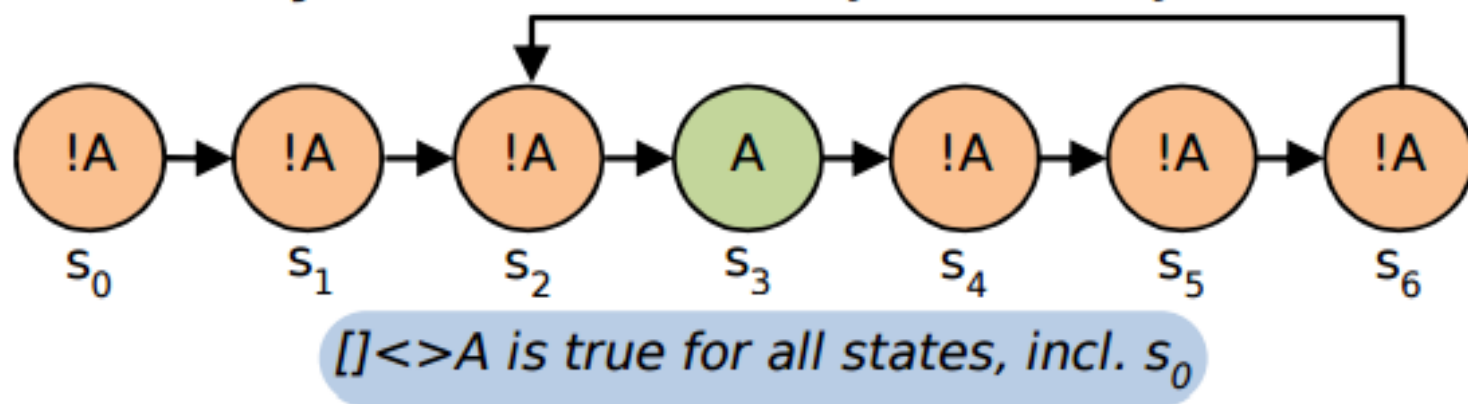 !A !A !A A !A !A !A
s0 s1 s2 s3 s4 s5 s6
[]<>A is true for all states, incl. s0